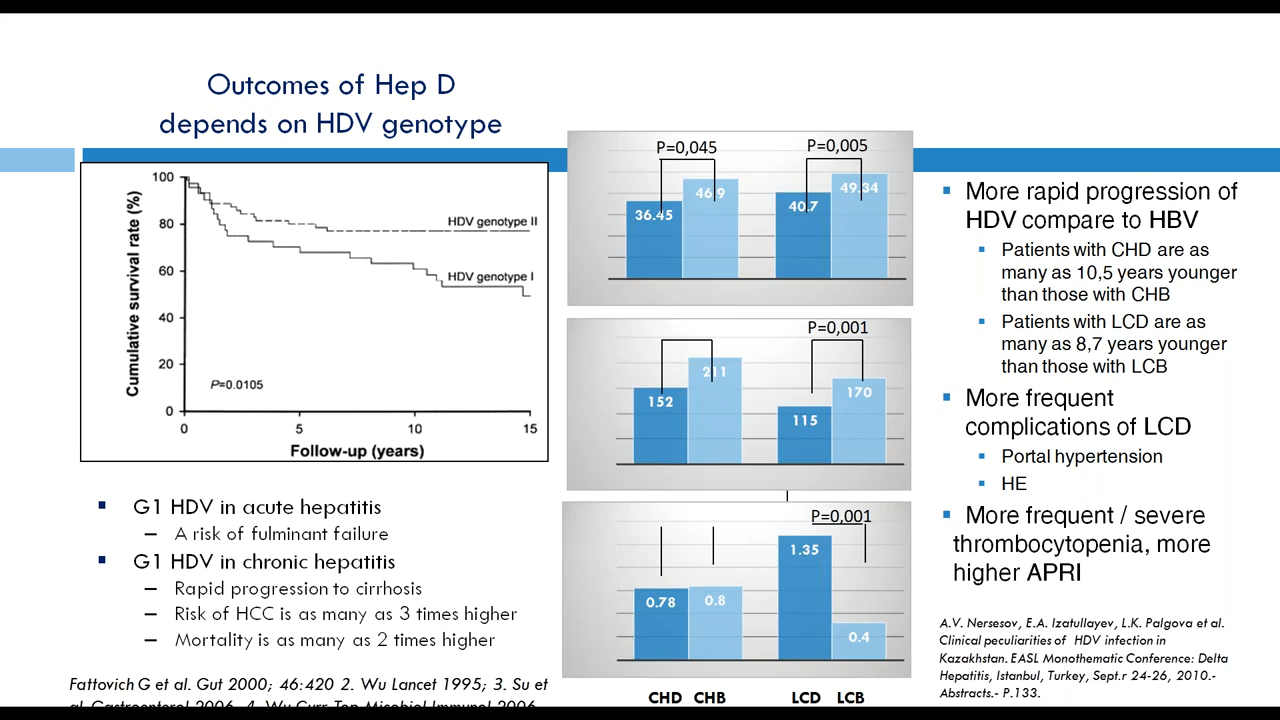 Outcomes of Hep D
depends on HDV genotype
100
80
60
40
20
0
Cumulative survival rate (%)
HDV genotype II
HDV genotype I
P=0.0105
0
5
10
15
Follow-up (years)
G1 HDV in acute hepatitis
– A risk of fulminant failure
G1 HDV in chronic hepatitis
– Rapid progression to cirrhosis
– Risk of HCC is as many as 3 times higher
– Mortality is as many as 2 times higher
Fattovich G et al. Gut 2000; 46:420 2. Wu Lancet 1995; 3. Su et
al. Gastroenterol 2006. 4. Wu Curr Top Micobiol Immunol 2006
P=0,045
P=0,005
36.45
46.9
40.7
49.34
P=0,001
152
211
115
170
P=0,001
0.78
0.8
1.35
0.4
CHD CHB LCD LCB
More rapid progression of
HDV compare to HBV
Patients with CHD are as
many as 10,5 years younger
than those with CHB
Patients with LCD are as
many as 8,7 years younger
than those with LCB
More frequent
complications of LCD
Portal hypertension
HE
More frequent / severe
thrombocytopenia, more
higher APRI
A.V. Nersesov, E.A. Izatullayev, L.K. Palgova et al.
Clinical peculiarities of HDV infection in
Kazakhstan. EASL Monothematic Conference: Delta
Hepatitis, Istanbul, Turkey, Sept.r 24-26, 2010.-
Abstracts.- P.133.